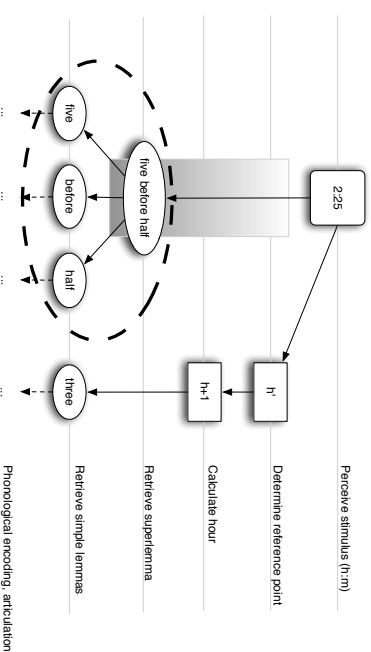 2:25
Perceive stimulus (h:m)
h'
Determine reference point
h+1
Calculate hour
five before half
Retrieve superlemma
five
before
half
three
Retrieve simple lemmas
...
...
...
...
Phonological encoding, articulation